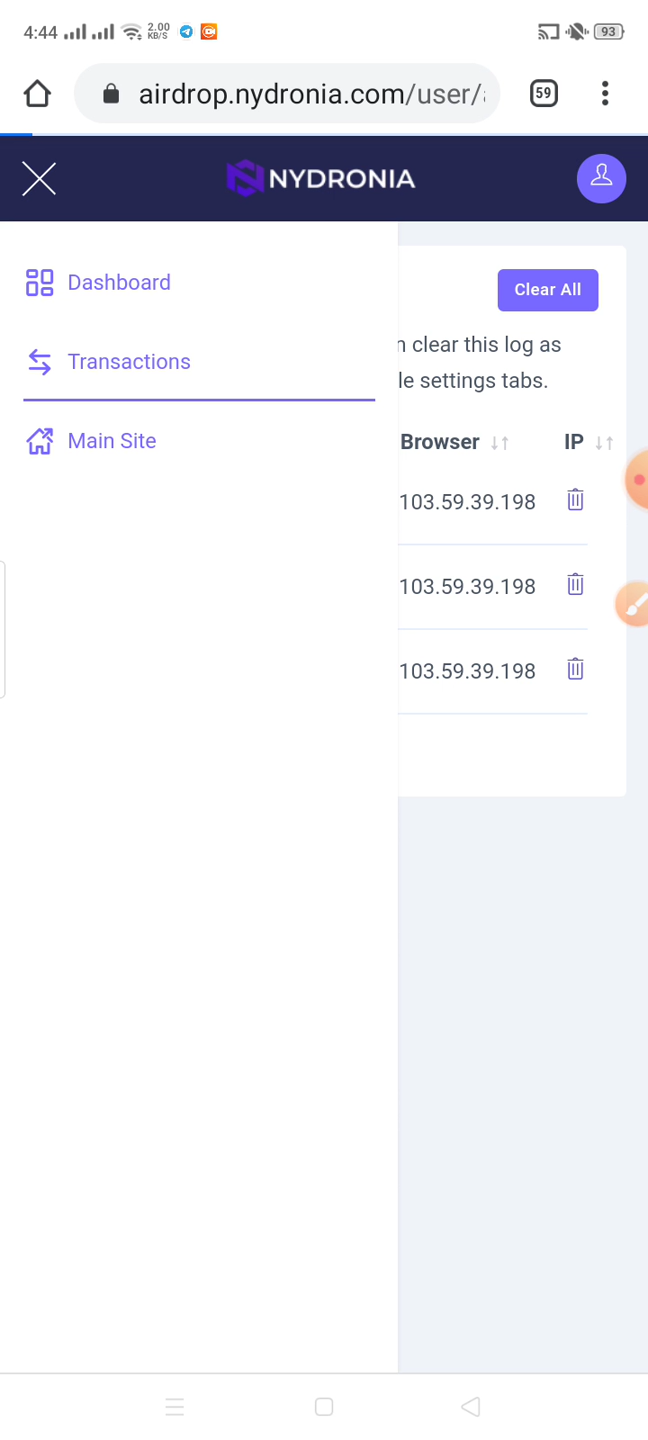 4:44 2.00 KB/S 93
airdrop.nydronia.com/user/ 59
NYDRONIA
Dashboard
Clear All
Transactions
n clear this log as
le settings tabs.
Main Site
Browser IP
103.59.39.198
103.59.39.198
103.59.39.198